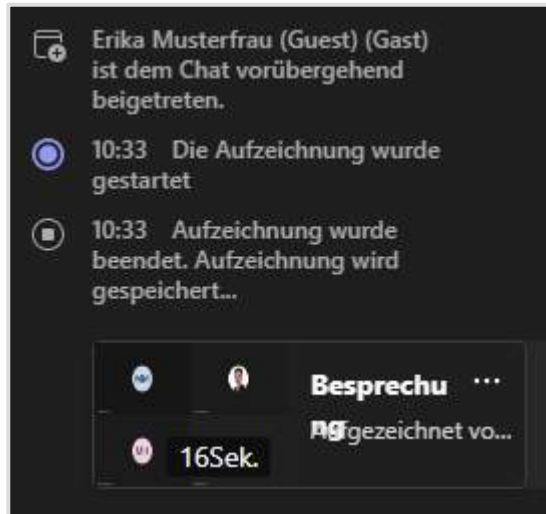 Erika Musterfrau (Guest) (Gast)
ist dem Chat vorübergehend
beigetreten.
10:33 Die Aufzeichnung wurde
gestartet
10:33 Aufzeichnung wurde
beendet. Aufzeichnung wird
gespeichert...
Besprechu
ng
Aufgezeichnet vo...
16Sek.